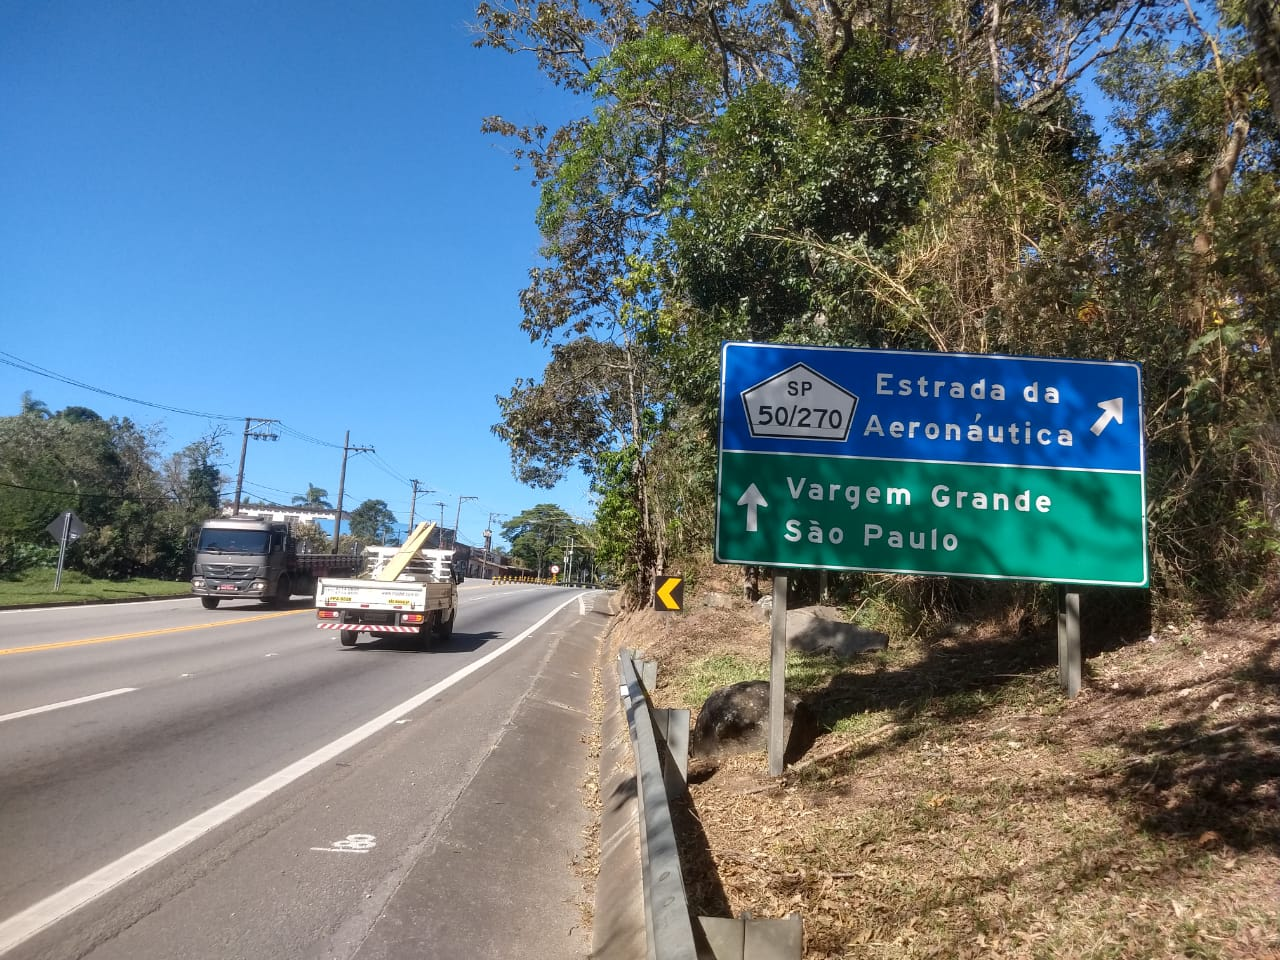 SP
50/270
Estrada da
Aeronáutica
Vargem Grande
São Paulo